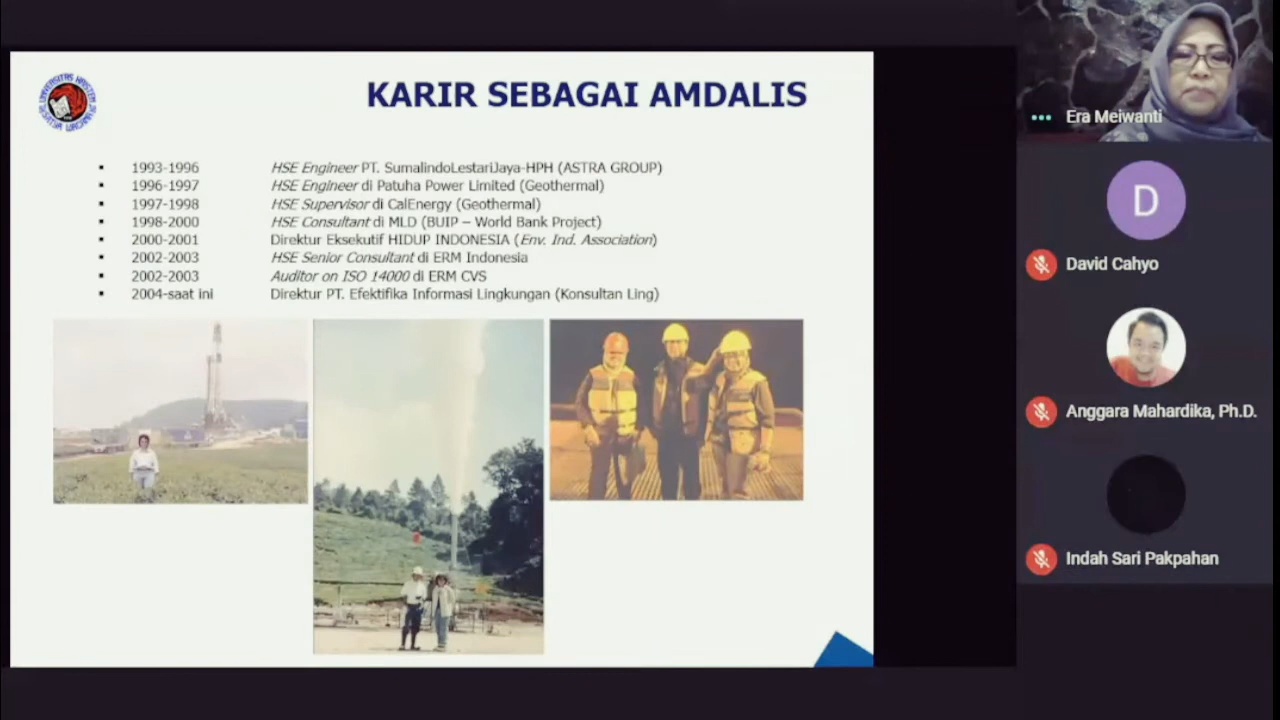 KARIR SEBAGAI AMDALIS
▪ 1993-1996 HSE Engineer PT. SumalindoLestariJaya-HPH (ASTRA GROUP)
▪ 1996-1997 HSE Engineer di Patuha Power Limited (Geothermal)
▪ 1997-1998 HSE Supervisor di CalEnergy (Geothermal)
▪ 1998-2000 HSE Consultant di MLD (BUIP – World Bank Project)
▪ 2000-2001 Direktur Eksekutif HIDUP INDONESIA (Env. Ind. Association)
▪ 2002-2003 HSE Senior Consultant di ERM Indonesia
▪ 2002-2003 Auditor on ISO 14000 di ERM CVS
▪ 2004-saat ini Direktur PT. Efektifika Informasi Lingkungan (Konsultan Ling)
Era Meiwanti
D
David Cahyo
Anggara Mahardika, Ph.D.
Indah Sari Pakpahan